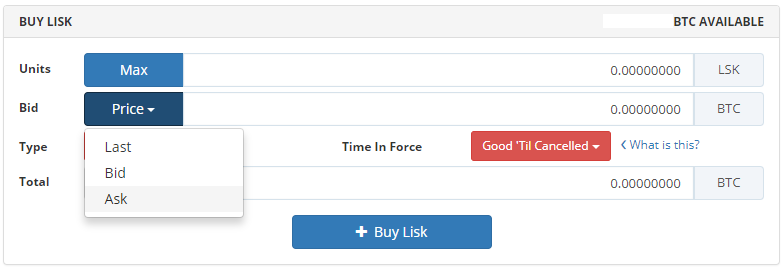 BUY LISK BTC AVAILABLE
Units Max 0.00000000 LSK
Bid Price 0.00000000 BTC
Type Last Time In Force Good 'Til Cancelled What is this?
Bid
Total 0.00000000 BTC
Ask
Buy Lisk